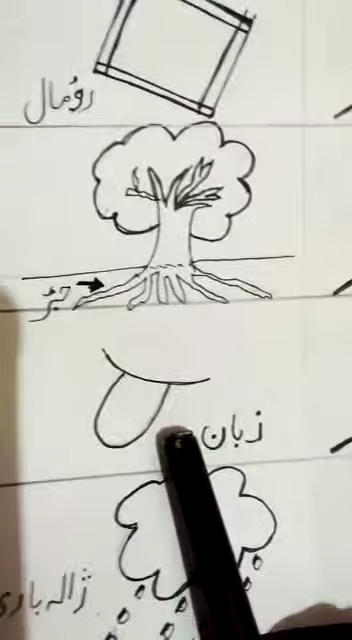 رومال
جڑ
زبان
ژالہ باری